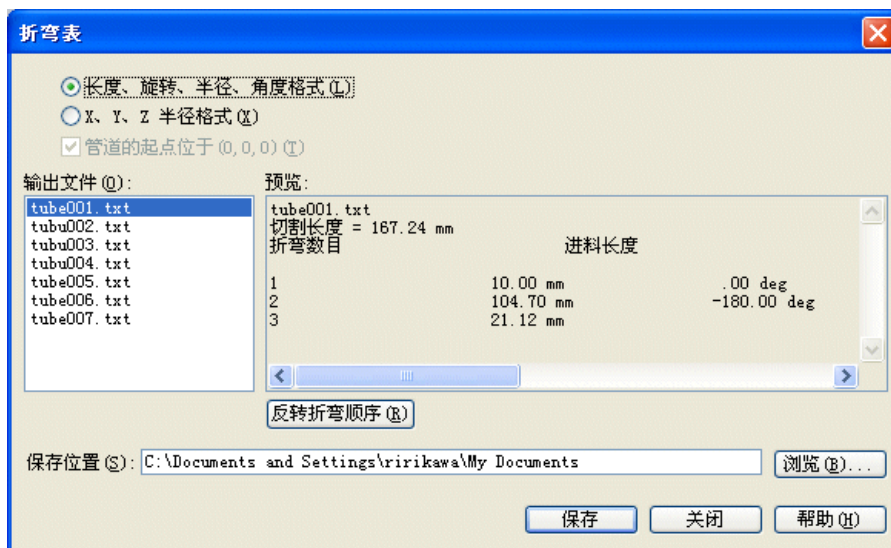 折弯表
长度、旋转、半径、角度格式(L)
X、Y、Z 半径格式(X)
管道的起点位于(0,0,0)(T)
输出文件(O):
预览:
tube001.txt
tubu002.txt
tubu003.txt
tubu004.txt
tube005.txt
tube006.txt
tube007.txt
tube001.txt
切割长度 = 167.24 mm
折弯数目 进料长度
1 10.00 mm .00 deg
2 104.70 mm -180.00 deg
3 21.12 mm
反转折弯顺序(R)
保存位置(S): C:\Documents and Settings\ririkawa\My Documents 浏览(B)...
保存 关闭 帮助(H)